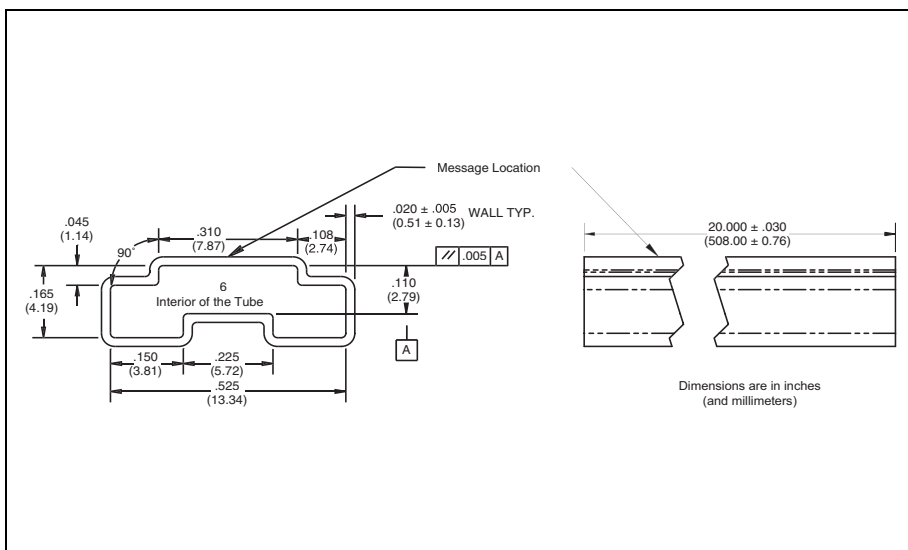 Message Location
.020 ± .005
(0.51 ± 0.13)
WALL TYP.
.045
(1.14)
.310
(7.87)
.108
(2.74)
90°
// .005 A
.165
(4.19)
6
Interior of the Tube
.110
(2.79)
A
.150
(3.81)
.225
(5.72)
.525
(13.34)
20.000 ± .030
(508.00 ± 0.76)
Dimensions are in inches
(and millimeters)